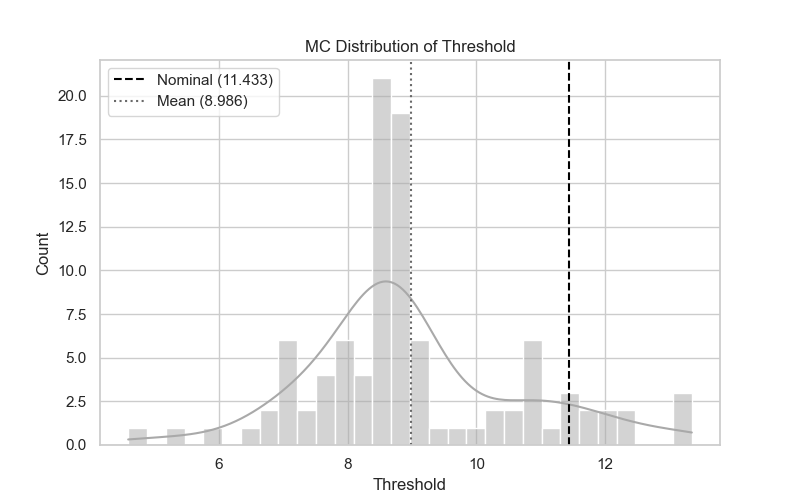 MC Distribution of Threshold
Nominal (11.433)
Mean (8.986)
20.0
17.5
15.0
12.5
10.0
7.5
5.0
2.5
0.0
Count
6
8
10
12
Threshold